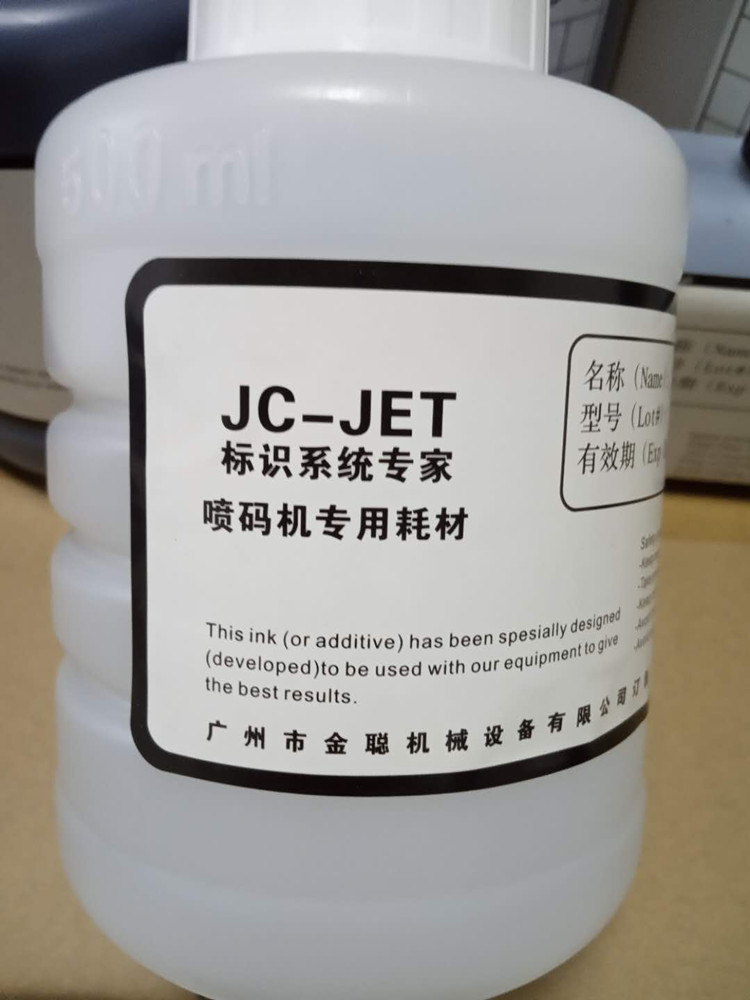 500 ml
JC-JET
标识系统专家
喷码机专用耗材
名称（Name
型号（Lot#
有效期（Exp
This ink (or additive) has been spesially designed
(developed)to be used with our equipment to give
the best results.
广州市金聪机械设备有限公司订